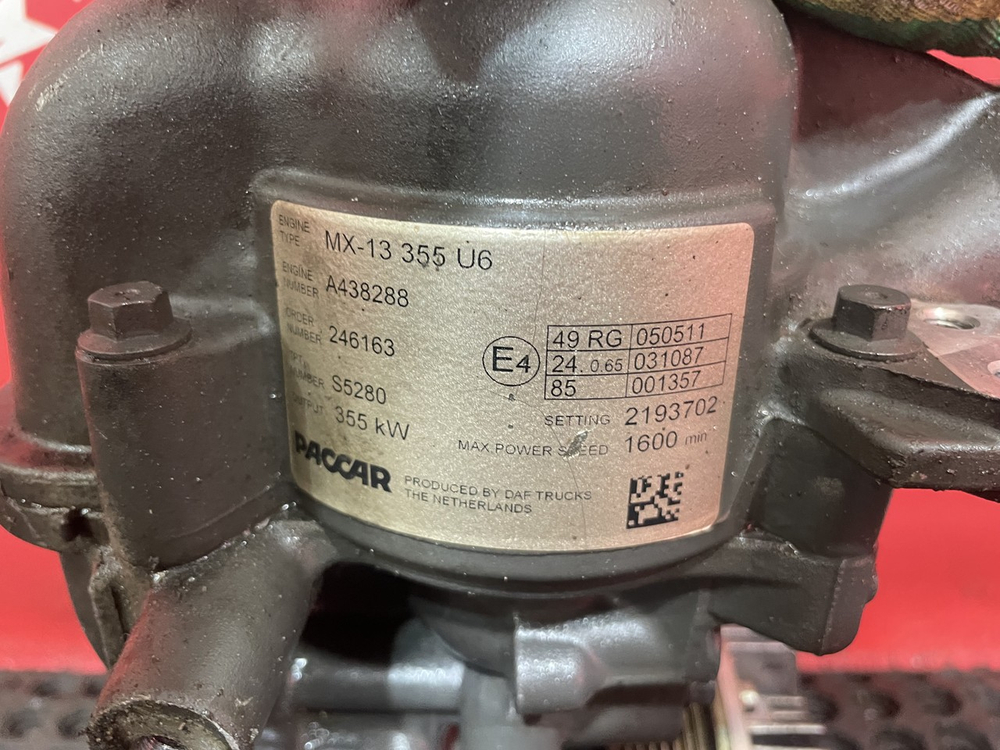 ENGINE TYPE MX-13 355 U6
ENGINE NUMBER A438288
ORDER NUMBER 246163
NUMBER S5280
OUTPUT 355 kW
E4
49 RG 050511
24 0.65 031087
85 001357
SETTING 2193702
MAX.POWER SPEED 1600 min
PACCAR
PRODUCED BY DAF TRUCKS
THE NETHERLANDS